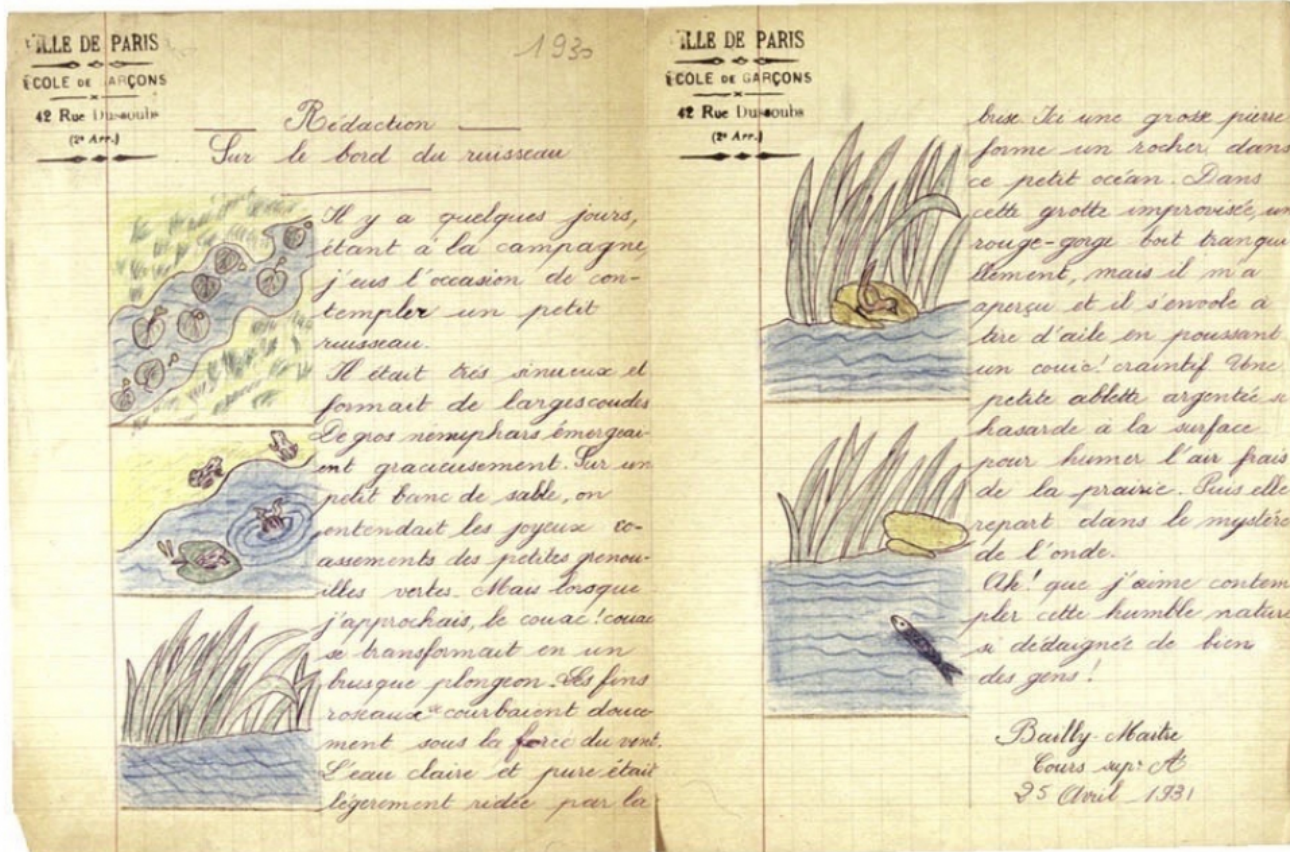 VILLE DE PARIS
ÉCOLE DE GARÇONS
42 Rue Dussoubs
(2e Arr.)
1930
Rédaction
Sur le bord du ruisseau
Il y a quelques jours,
étant à la campagne,
j'eus l'occasion de con-
templer un petit
ruisseau.
Il était très sinueux et
formait de larges coudes
De gros nénuphars émergeai-
ent gracieusement. Sur un
petit banc de sable, on
entendait les joyeux co-
assements des petites grenou-
illes vertes. Mais lorsque
j'approchais, le couac! couac
se transformait en un
brusque plongeon. Les fins
roseaux se courbaient douce-
ment sous la force du vent.
L'eau claire et pure était
légèrement ridée par la
VILLE DE PARIS
ÉCOLE DE GARÇONS
42 Rue Dussoubs
(2e Arr.)
brise. Ici une grosse pierre
forme un rocher dans
ce petit océan. Dans
cette grotte improvisée, un
rouge-gorge boit tranqui
llement, mais il m'a
aperçu et il s'envole à
tire d'aile en poussant
un couic! craintif. Une
petite ablette argentée se
hasarde à la surface
pour humer l'air frais
de la prairie. Puis elle
repart dans le mystère
de l'onde.
Ah! que j'aime contem
pler cette humble nature
si dédaignée de bien
des gens!
Bailly-Maitre
Cours supr A
25 Avril 1931